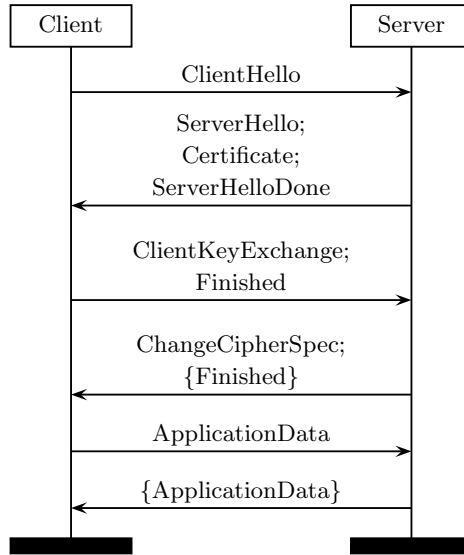 Client
Server
ClientHello
ServerHello;
Certificate;
ServerHelloDone
ClientKeyExchange;
Finished
ChangeCipherSpec;
{Finished}
ApplicationData
{ApplicationData}